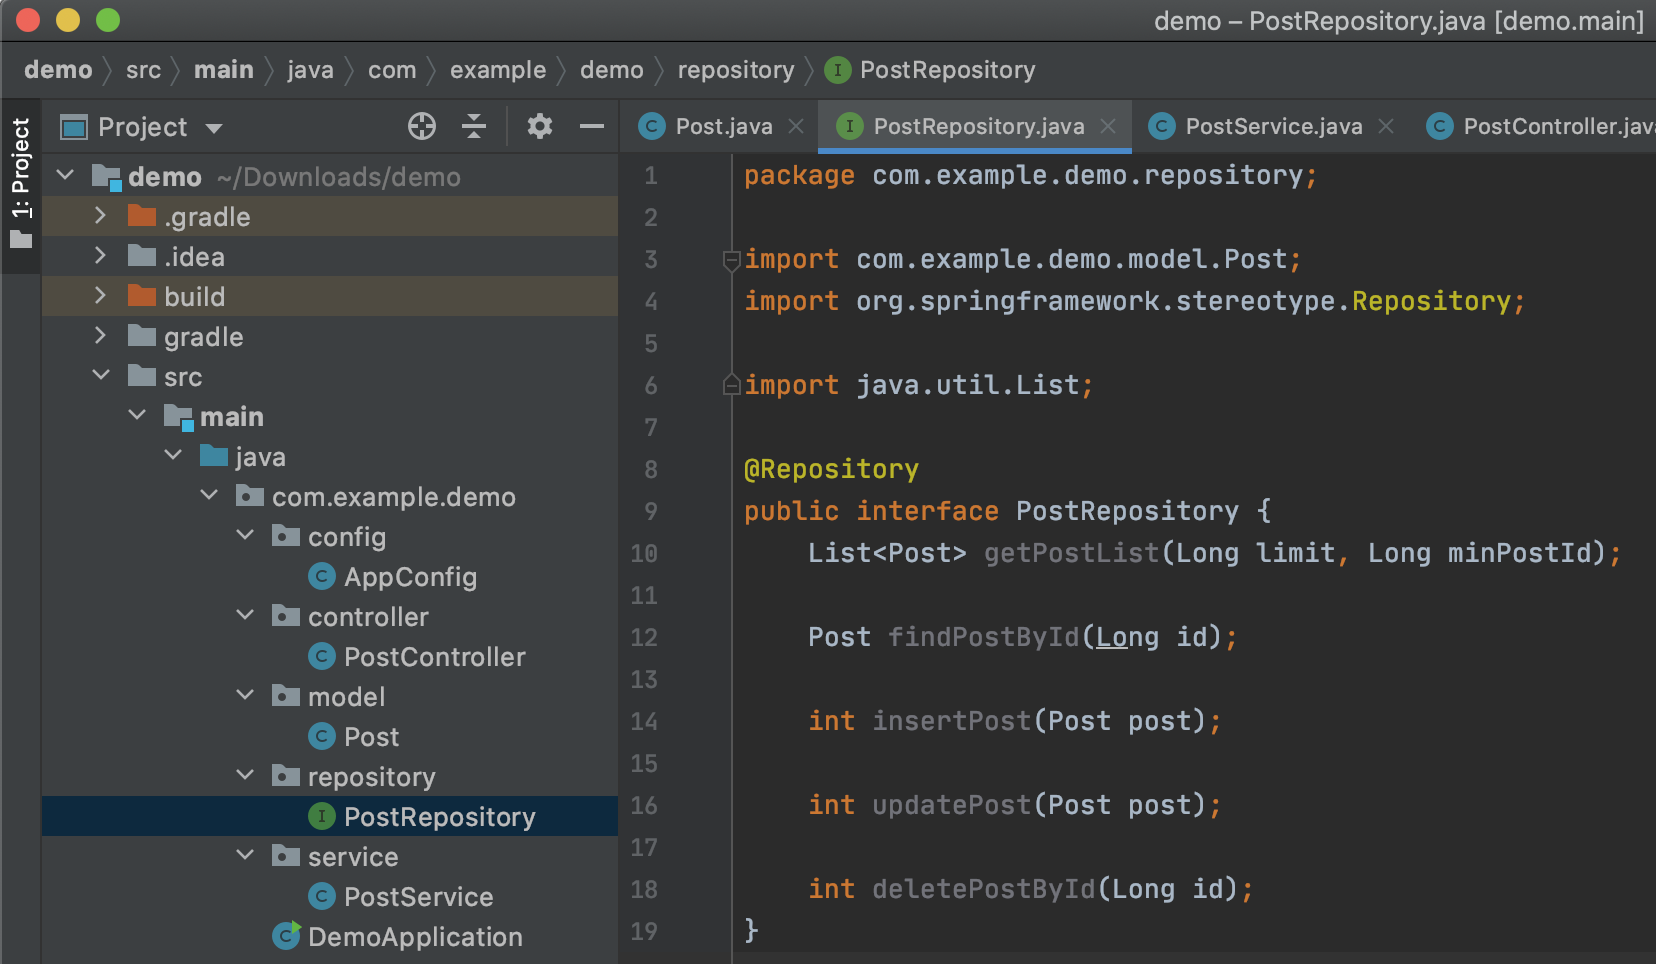 demo – PostRepository.java [demo.main]
demo src main java com example demo repository I PostRepository
1: Project
Project
C Post.java I PostRepository.java C PostService.java C PostController.java
demo ~/Downloads/demo
.gradle
.idea
build
gradle
src
main
java
com.example.demo
config
C AppConfig
controller
C PostController
model
C Post
repository
I PostRepository
service
C PostService
C DemoApplication
1 package com.example.demo.repository;
2
3 import com.example.demo.model.Post;
4 import org.springframework.stereotype.Repository;
5
6 import java.util.List;
7
8 @Repository
9 public interface PostRepository {
10 List<Post> getPostList(Long limit, Long minPostId);
11
12 Post findPostById(Long id);
13
14 int insertPost(Post post);
15
16 int updatePost(Post post);
17
18 int deletePostById(Long id);
19 }